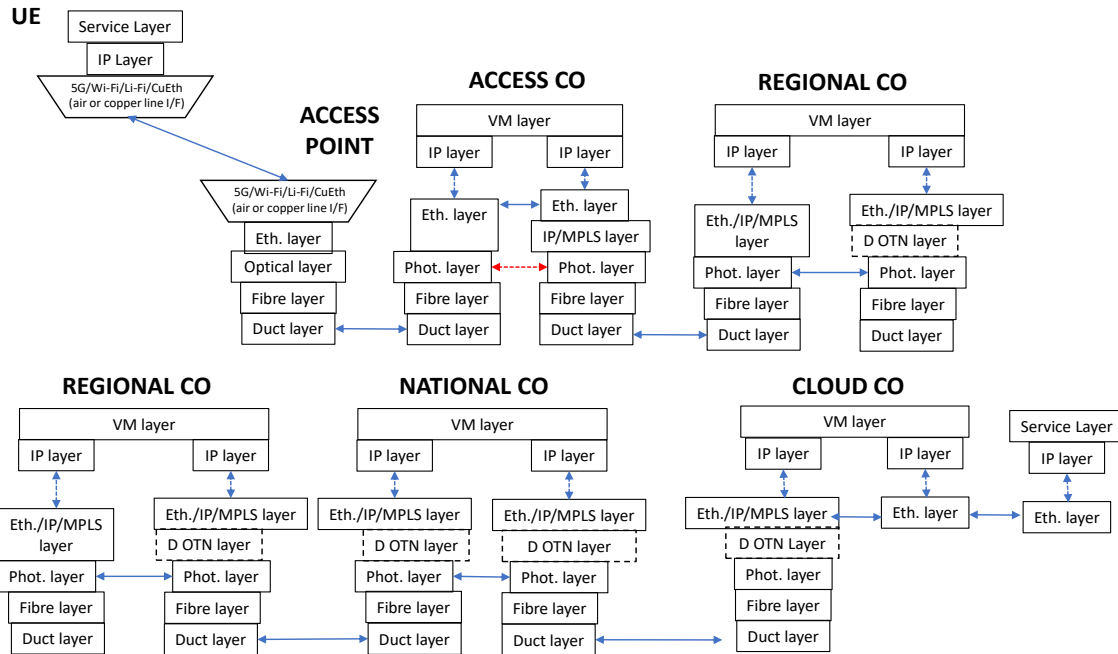 UE
Service Layer
IP Layer
5G/Wi-Fi/Li-Fi/CuEth
(air or copper line I/F)
ACCESS
POINT
5G/Wi-Fi/Li-Fi/CuEth
(air or copper line I/F)
Eth. layer
Optical layer
Fibre layer
Duct layer
ACCESS CO
VM layer
IP layer
IP layer
Eth. layer
Eth. layer
IP/MPLS layer
Phot. layer
Phot. layer
Fibre layer
Fibre layer
Duct layer
Duct layer
REGIONAL CO
VM layer
IP layer
IP layer
Eth./IP/MPLS
layer
Eth./IP/MPLS layer
D OTN layer
Phot. layer
Phot. layer
Fibre layer
Fibre layer
Duct layer
Duct layer
REGIONAL CO
VM layer
IP layer
IP layer
Eth./IP/MPLS
layer
Eth./IP/MPLS layer
D OTN layer
Phot. layer
Phot. layer
Fibre layer
Fibre layer
Duct layer
Duct layer
NATIONAL CO
VM layer
IP layer
IP layer
Eth./IP/MPLS layer
Eth./IP/MPLS layer
D OTN layer
D OTN layer
Phot. layer
Phot. layer
Fibre layer
Fibre layer
Duct layer
Duct layer
CLOUD CO
VM layer
IP layer
IP layer
Eth./IP/MPLS layer
Eth. layer
D OTN Layer
Phot. layer
Fibre layer
Duct layer
Service Layer
IP layer
Eth. layer